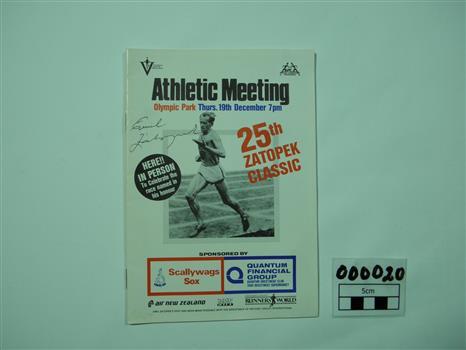 Athletic Meeting
Olympic Park Thurs. 19th December 7pm
25th
ZATOPEK
CLASSIC
HERE!!
IN PERSON
To Celebrate the
race named in
his honour
SPONSORED BY
Scallywags
Sox
QUANTUM
FINANCIAL
GROUP
AIR NEW ZEALAND
RUNNER'S WORLD
000020
5cm